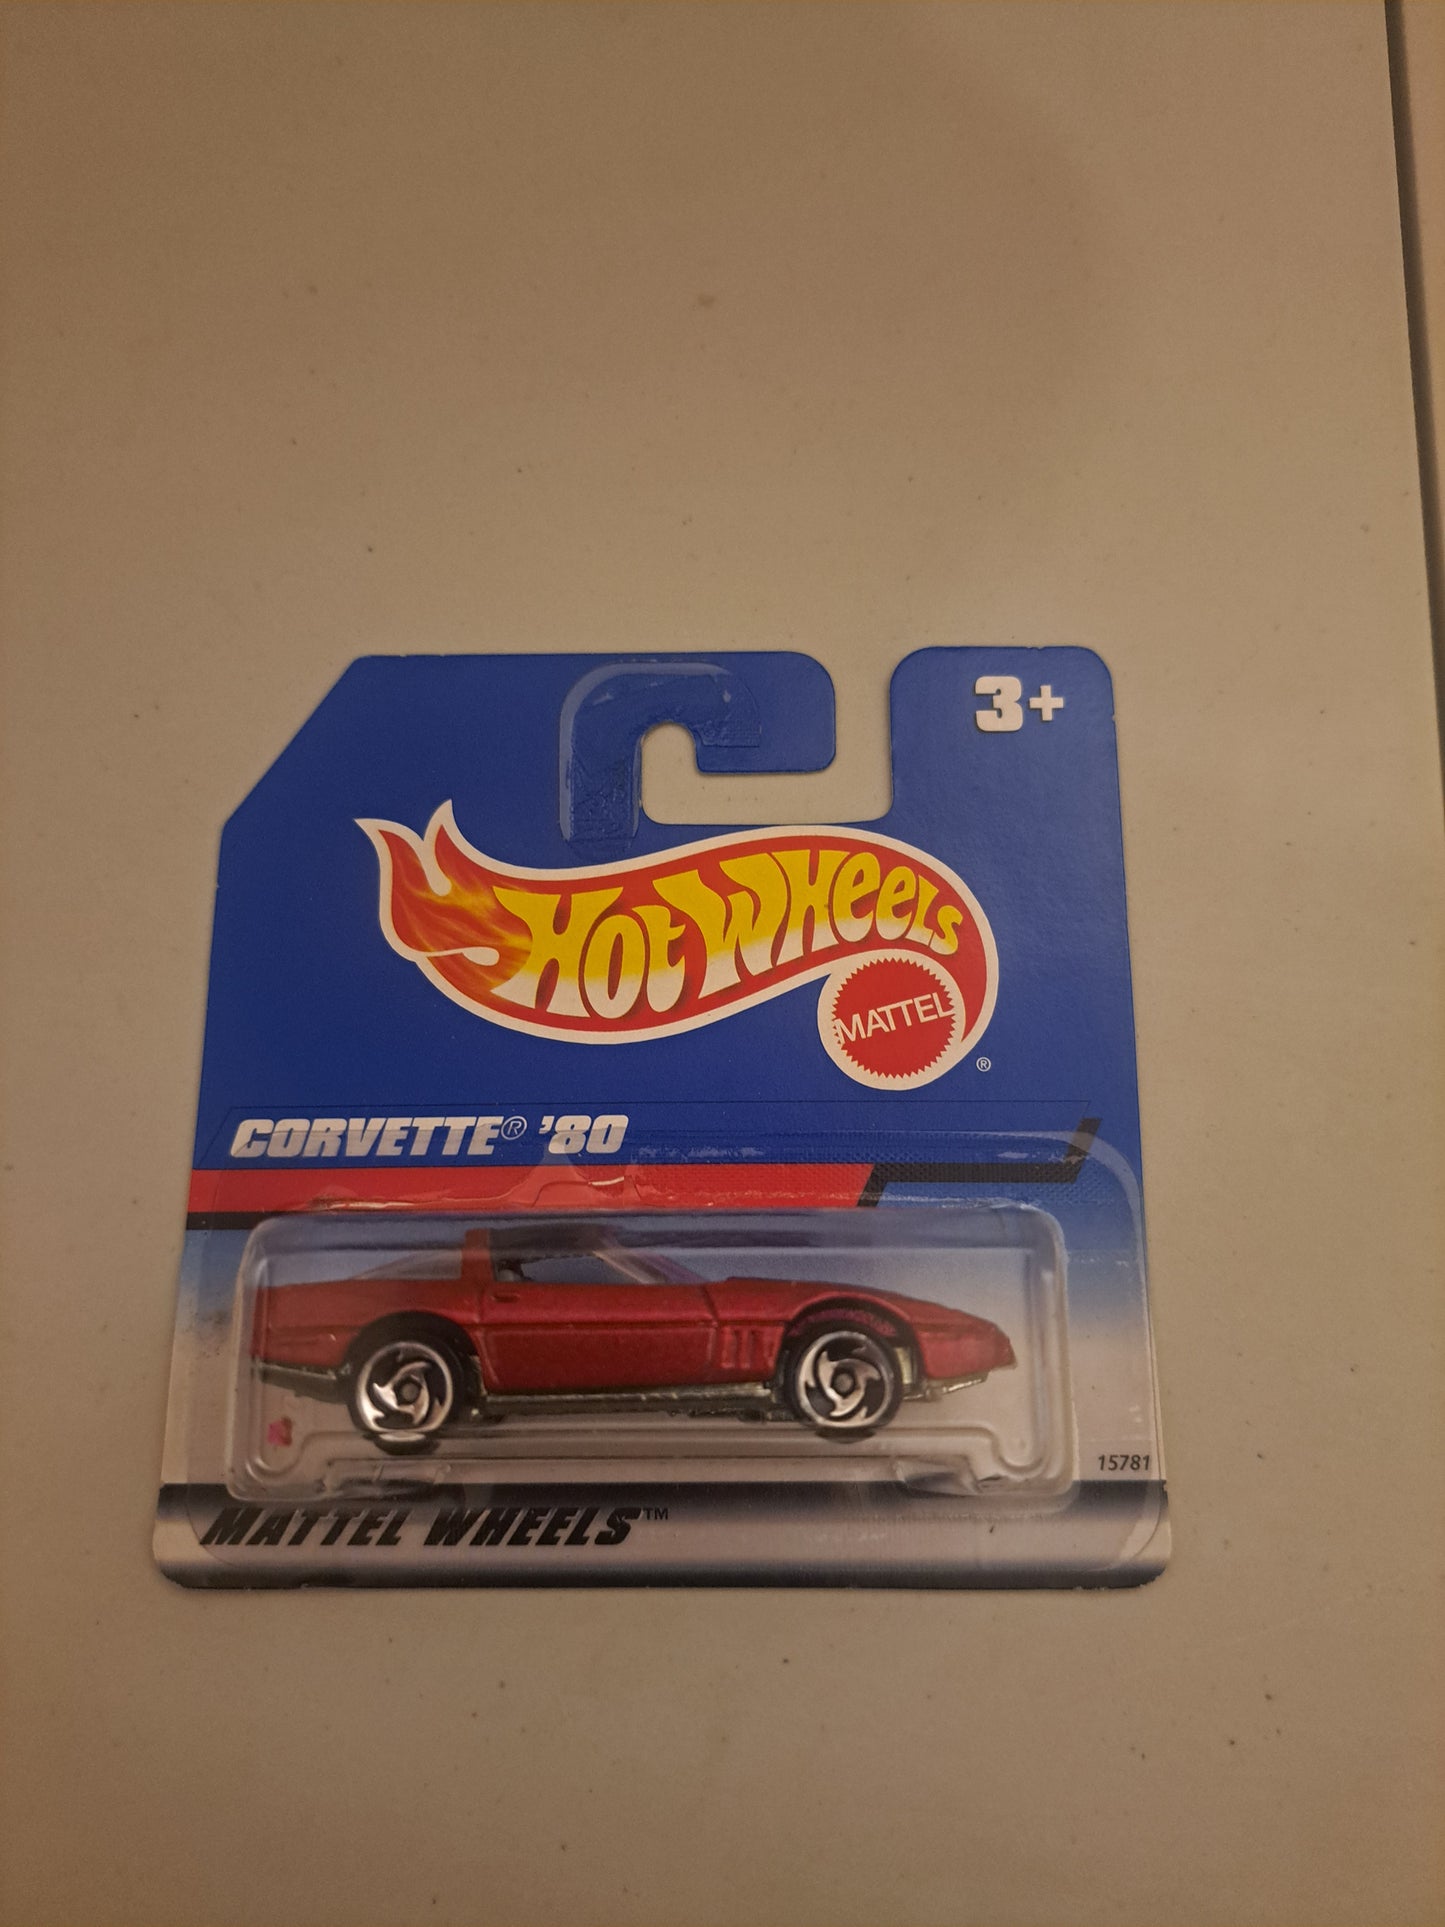 3+
Hot Wheels
MATTEL
®
CORVETTE® '80
15781
MATTEL WHEELS™